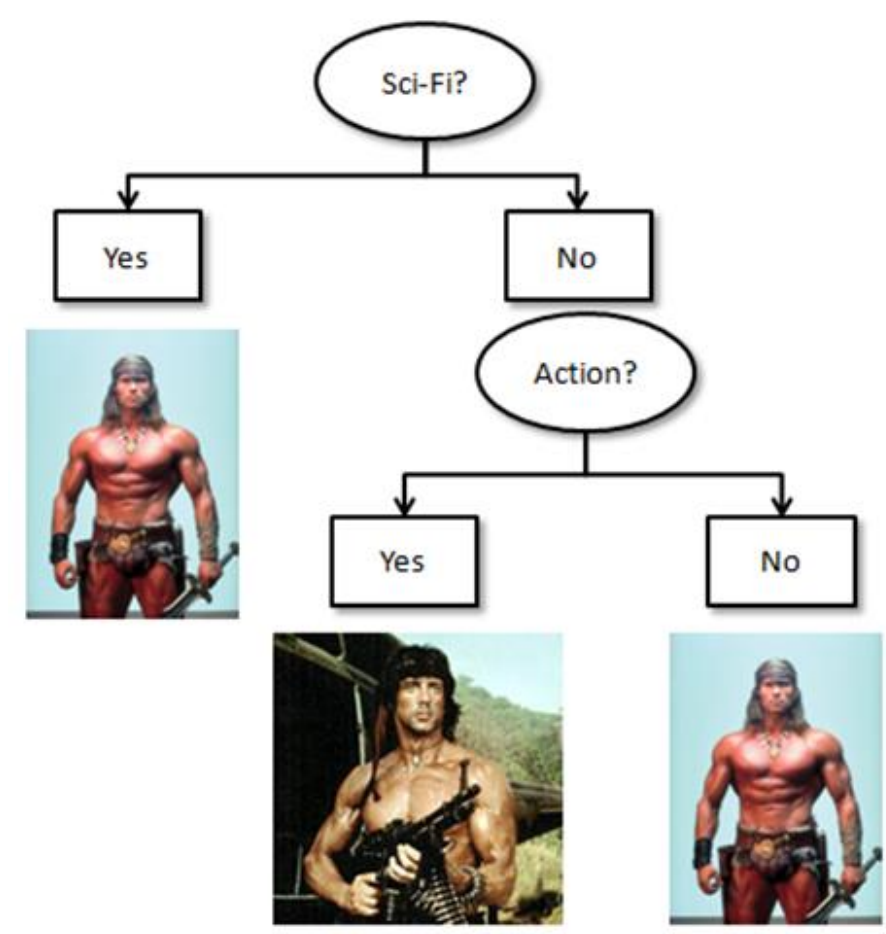 Sci-Fi?
Yes
No
Action?
Yes
No